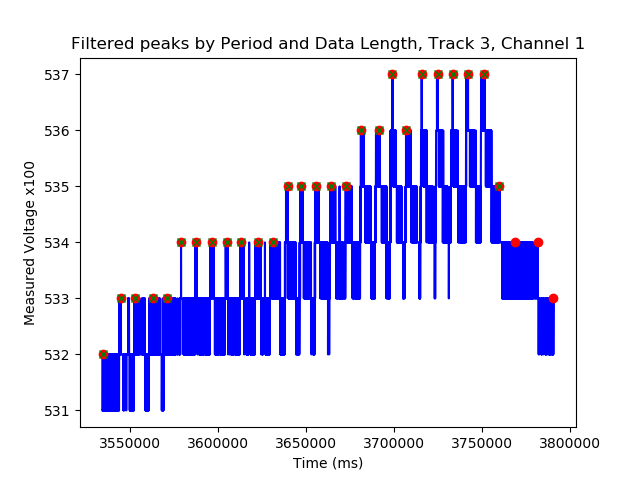 Filtered peaks by Period and Data Length, Track 3, Channel 1
537
536
535
534
533
532
531
Measured Voltage x100
3550000 3600000 3650000 3700000 3750000 3800000
Time (ms)